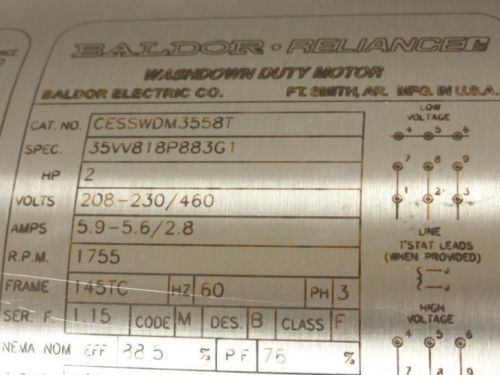 BALDOR • RELIANCE
WASHDOWN DUTY MOTOR
BALDOR ELECTRIC CO. FT. SMITH, AR. MFG. IN U.S.A.
CAT. NO. CESSWDM3558T
SPEC. 35VV818P883G1
HP 2
VOLTS 208-230/460
AMPS 5.9-5.6/2.8
R.P.M. 1755
FRAME 145TC HZ 60 PH 3
SER. F. 1.15 CODE M DES. B CLASS F
NEMA NOM EFF 88.5 % P F 76 %
LOW
VOLTAGE
4 5 6
7 8 9
1 2 3
LINE
T'STAT LEADS
(WHEN PROVIDED)
J
J
HIGH
VOLTAGE
4 5 6
7 8 9